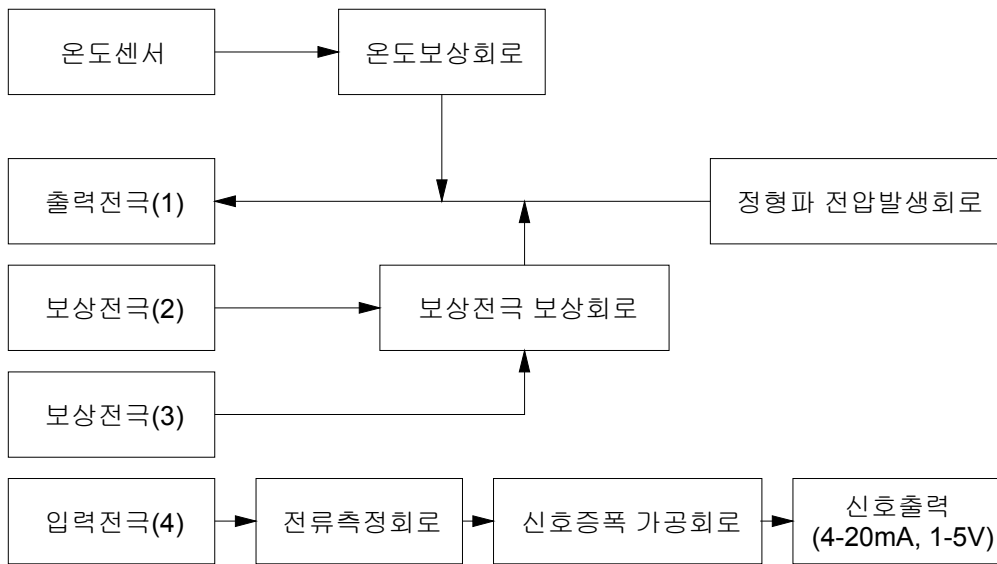 온도센서
온도보상회로
출력전극(1)
정형파 전압발생회로
보상전극(2)
보상전극 보상회로
보상전극(3)
입력전극(4)
전류측정회로
신호증폭 가공회로
신호출력
(4-20mA, 1-5V)